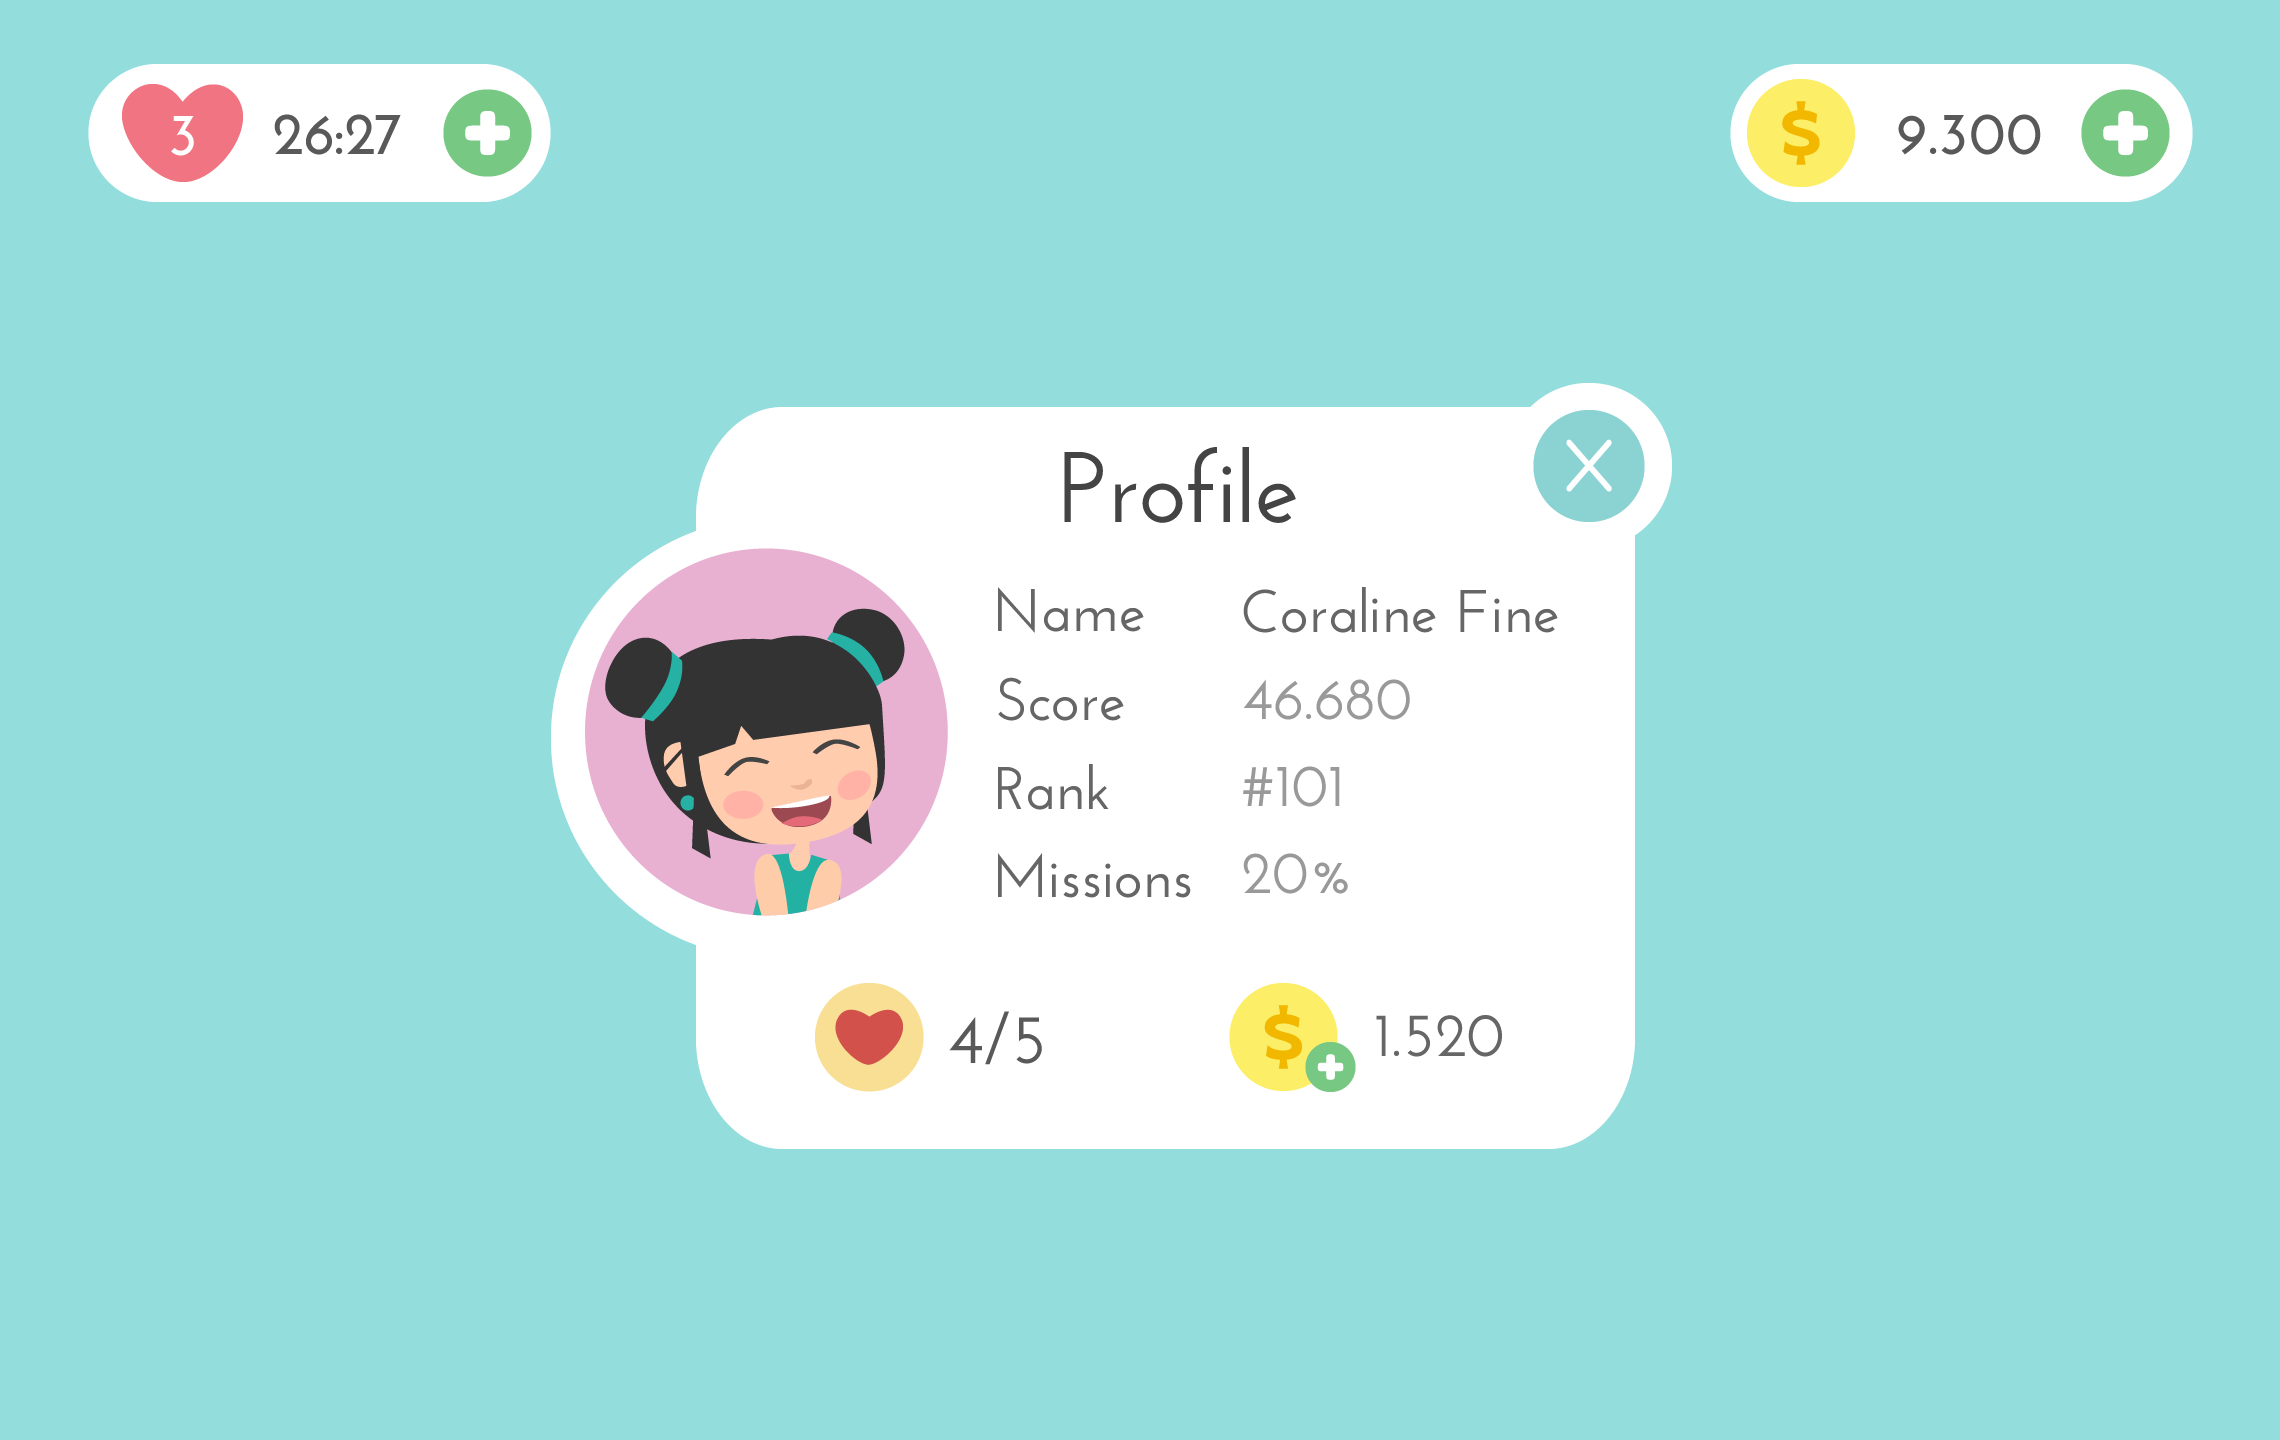 3 26:27
$ 9.300
Profile
Name Coraline Fine
Score 46.680
Rank #101
Missions 20%
4/5 $ 1.520